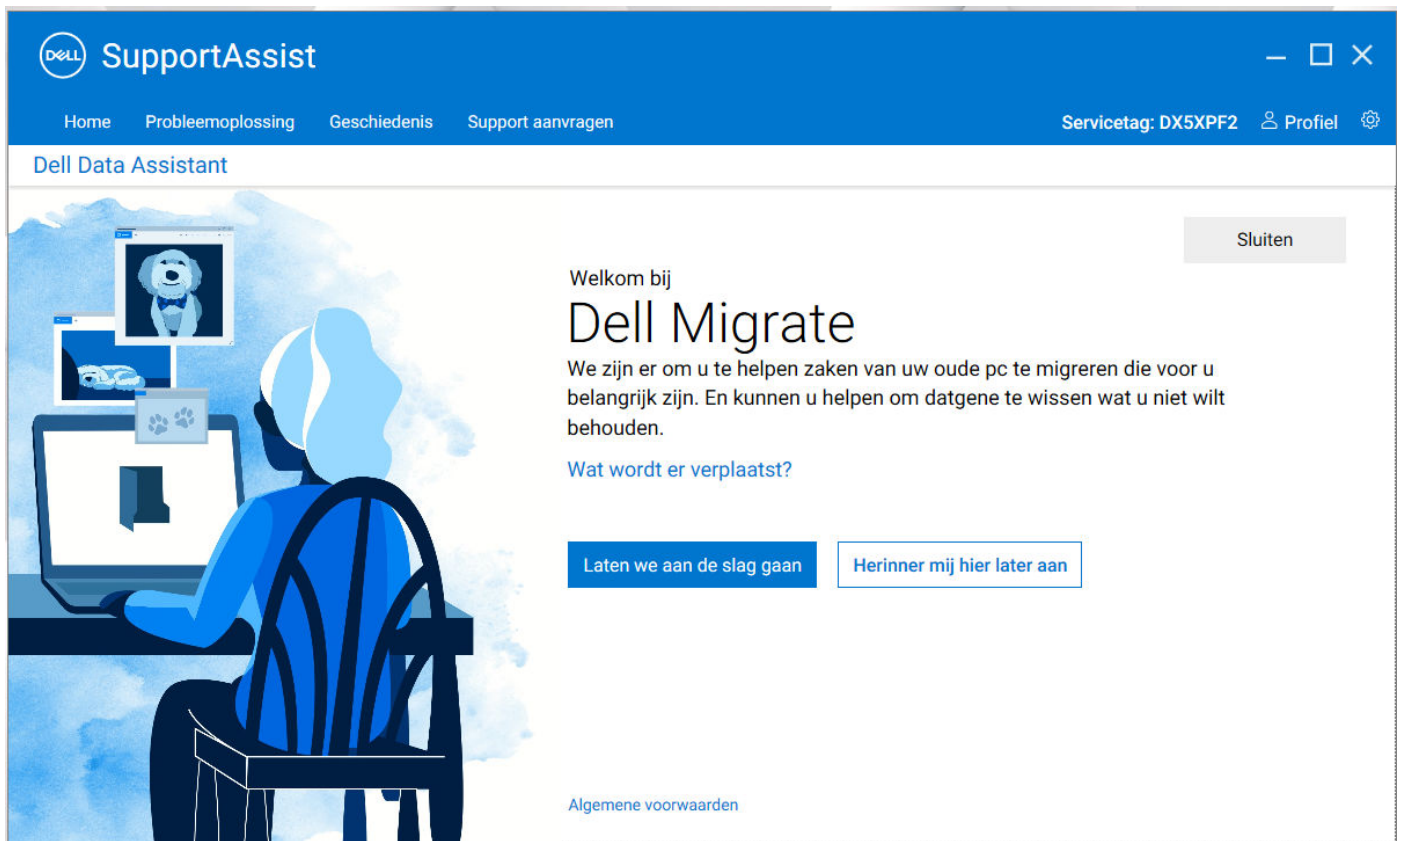 DELL SupportAssist
Home Probleemoplossing Geschiedenis Support aanvragen Servicetag: DX5XPF2 Profiel
Dell Data Assistant
Sluiten
Welkom bij
Dell Migrate
We zijn er om u te helpen zaken van uw oude pc te migreren die voor u
belangrijk zijn. En kunnen u helpen om datgene te wissen wat u niet wilt
behouden.
Wat wordt er verplaatst?
Laten we aan de slag gaan Herinner mij hier later aan
Algemene voorwaarden